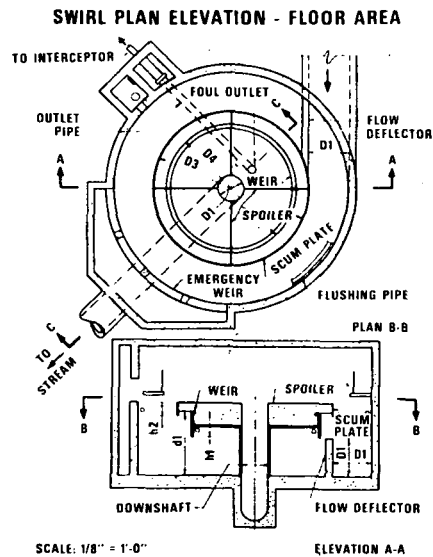 SWIRL PLAN ELEVATION - FLOOR AREA
TO INTERCEPTOR
FOUL OUTLET
C
OUTLET
PIPE
FLOW
DEFLECTOR
D1
A
A
D3
D4
WEIR
D1
SPOILER
SCUM PLATE
EMERGENCY
WEIR
FLUSHING PIPE
C
TO
STREAM
PLAN B-B
WEIR
SPOILER
B
B
h2
d1
SCUM
PLATE
D1
D1
DOWNSHAFT
FLOW DEFLECTOR
SCALE: 1/8" = 1'-0"
ELEVATION A-A